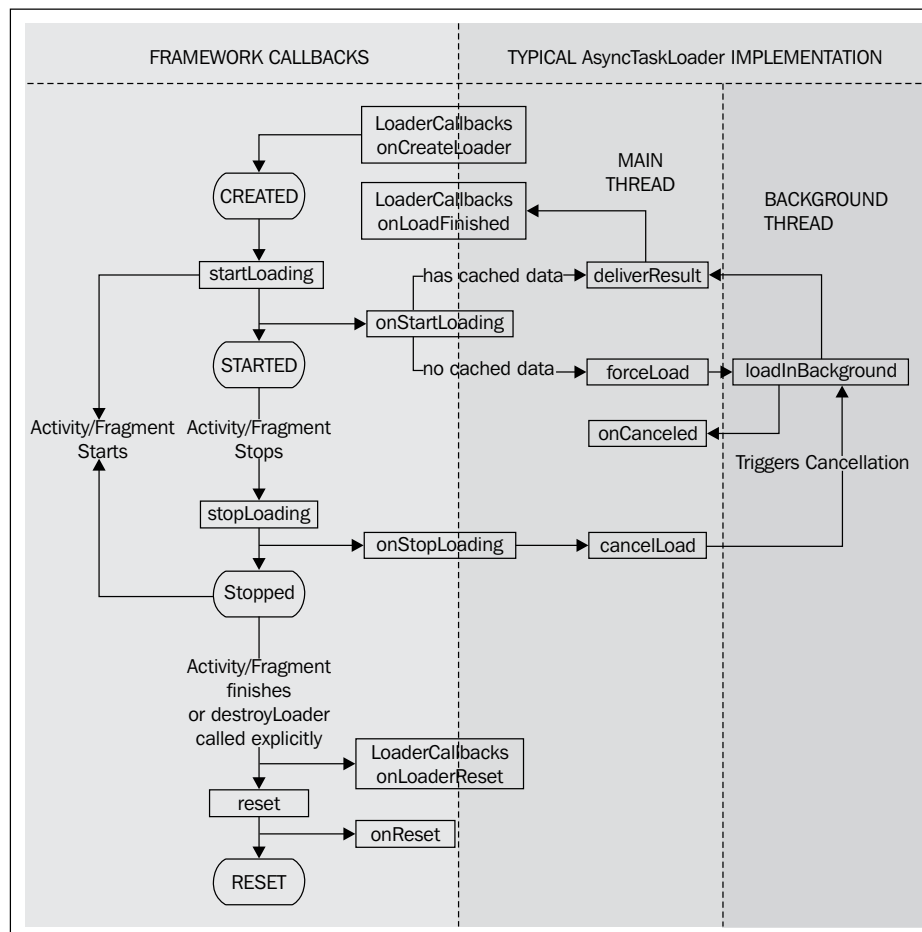 FRAMEWORK CALLBACKS
TYPICAL AsyncTaskLoader IMPLEMENTATION
LoaderCallbacks
onCreateLoader
MAIN
THREAD
BACKGROUND
THREAD
CREATED
LoaderCallbacks
onLoadFinished
startLoading
has cached data
deliverResult
onStartLoading
STARTED
no cached data
forceLoad
loadInBackground
Activity/Fragment
Starts
Activity/Fragment
Stops
onCanceled
Triggers Cancellation
stopLoading
onStopLoading
cancelLoad
Stopped
Activity/Fragment
finishes
or destroyLoader
called explicitly
LoaderCallbacks
onLoaderReset
reset
onReset
RESET